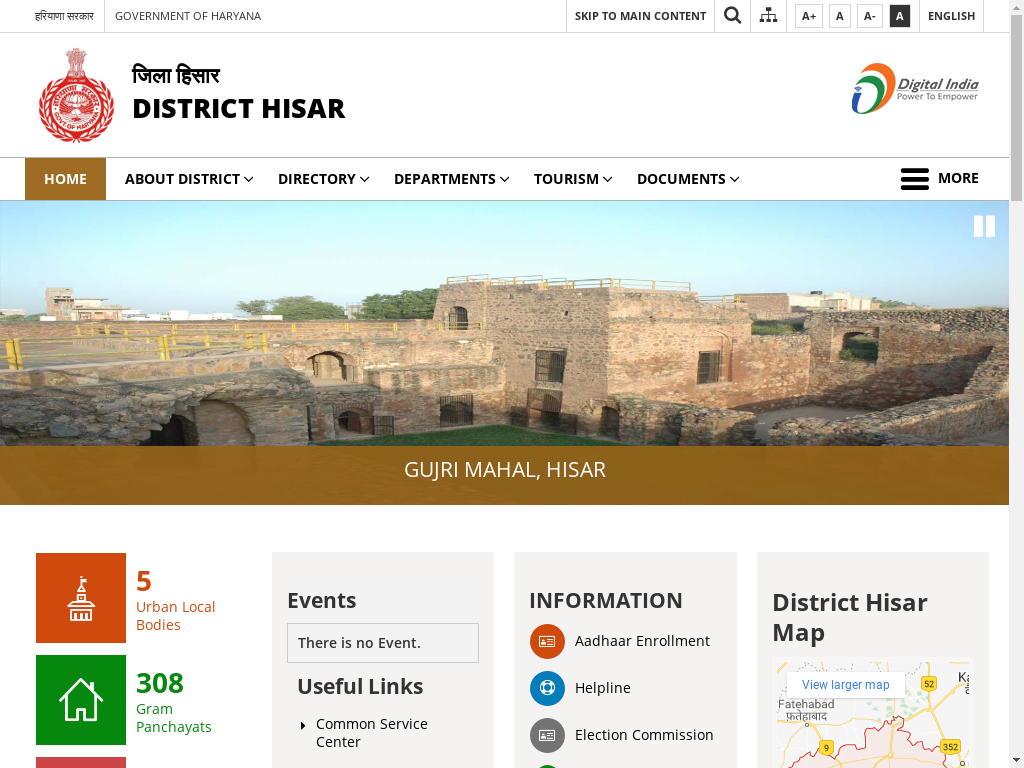 हरियाणा सरकार GOVERNMENT OF HARYANA SKIP TO MAIN CONTENT A+ A A- A ENGLISH
जिला हिसार
DISTRICT HISAR
Digital India
Power To Empower
HOME ABOUT DISTRICT DIRECTORY DEPARTMENTS TOURISM DOCUMENTS MORE
GUJRI MAHAL, HISAR
5
Urban Local
Bodies
308
Gram
Panchayats
Events
There is no Event.
Useful Links
Common Service
Center
INFORMATION
Aadhaar Enrollment
Helpline
Election Commission
District Hisar
Map
View larger map
52
Fatehabad
फ़तेहाबाद
9
352